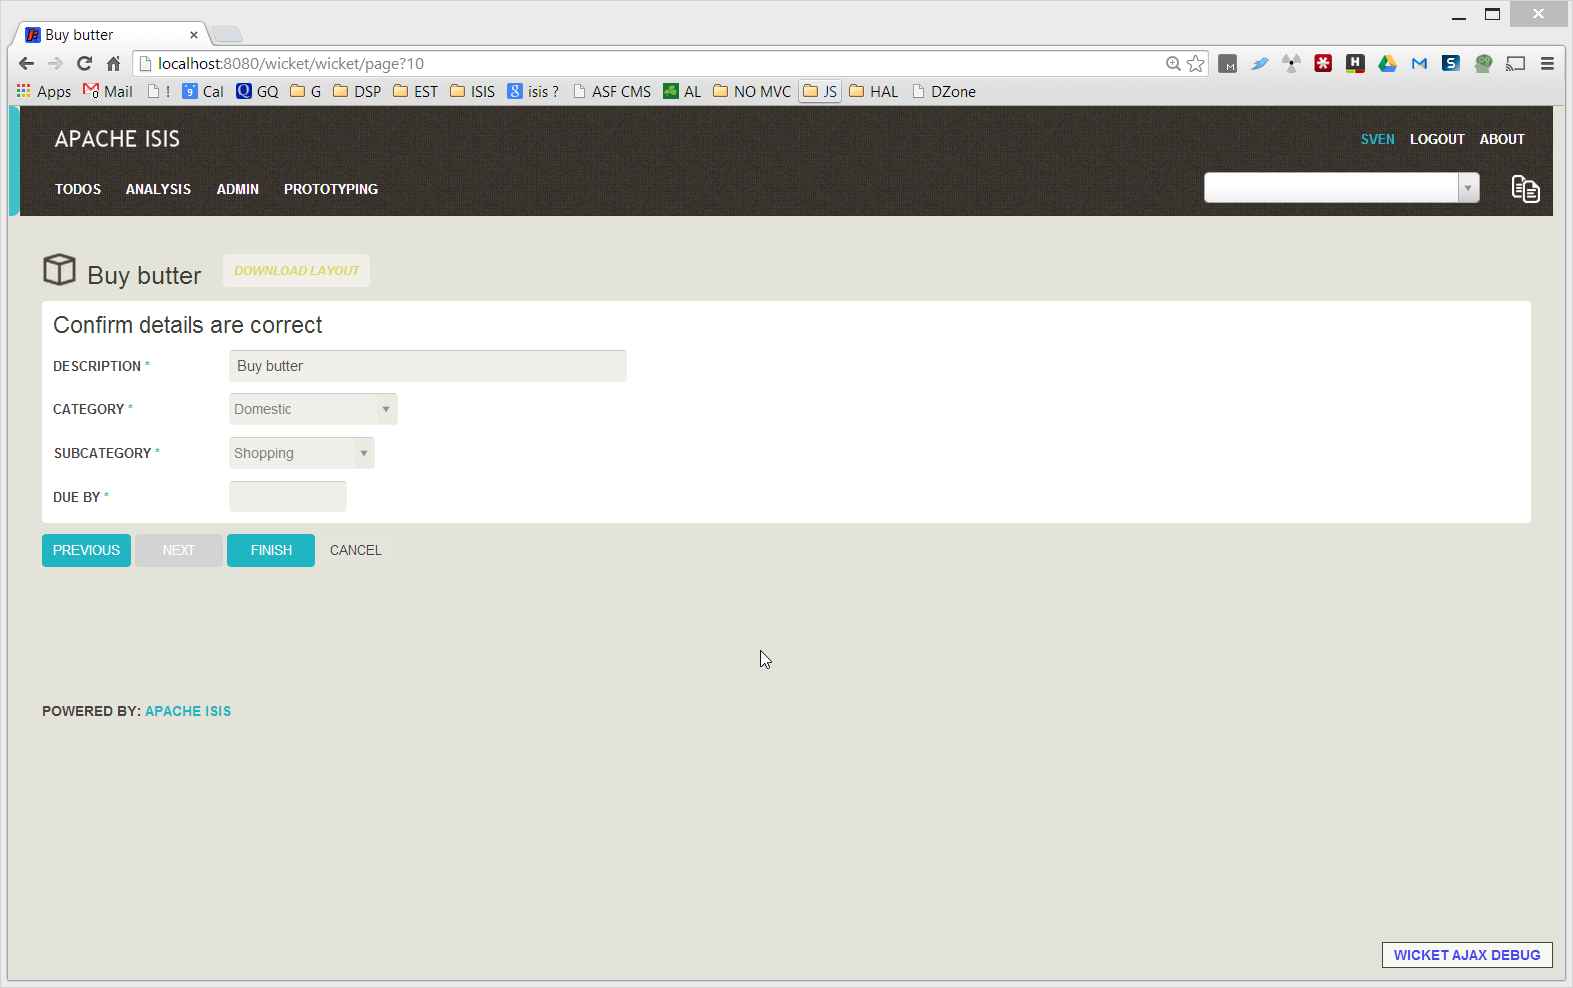 Buy butter
localhost:8080/wicket/wicket/page?10
Apps Mail ! Cal GQ G DSP EST ISIS isis ? ASF CMS AL NO MVC JS HAL DZone
APACHE ISIS
SVEN LOGOUT ABOUT
TODOS ANALYSIS ADMIN PROTOTYPING
Buy butter DOWNLOAD LAYOUT
Confirm details are correct
DESCRIPTION * Buy butter
CATEGORY * Domestic
SUBCATEGORY * Shopping
DUE BY *
PREVIOUS NEXT FINISH CANCEL
POWERED BY: APACHE ISIS
WICKET AJAX DEBUG